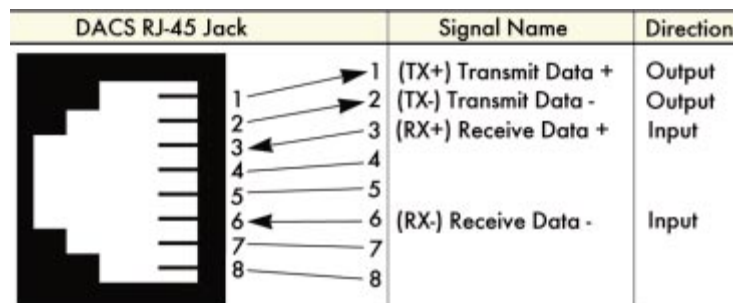 DACS RJ-45 Jack Signal Name Direction
1 1 (TX+) Transmit Data + Output
2 2 (TX-) Transmit Data - Output
3 3 (RX+) Receive Data + Input
4 4
5 5
6 6 (RX-) Receive Data - Input
7 7
8 8